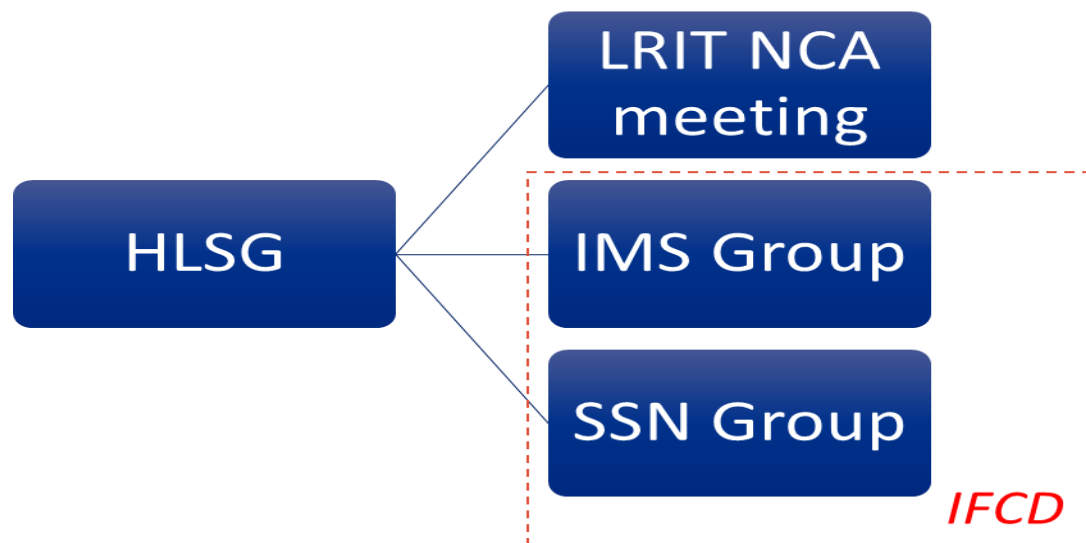 LRIT NCA
meeting
HLSG
IMS Group
SSN Group
IFCD